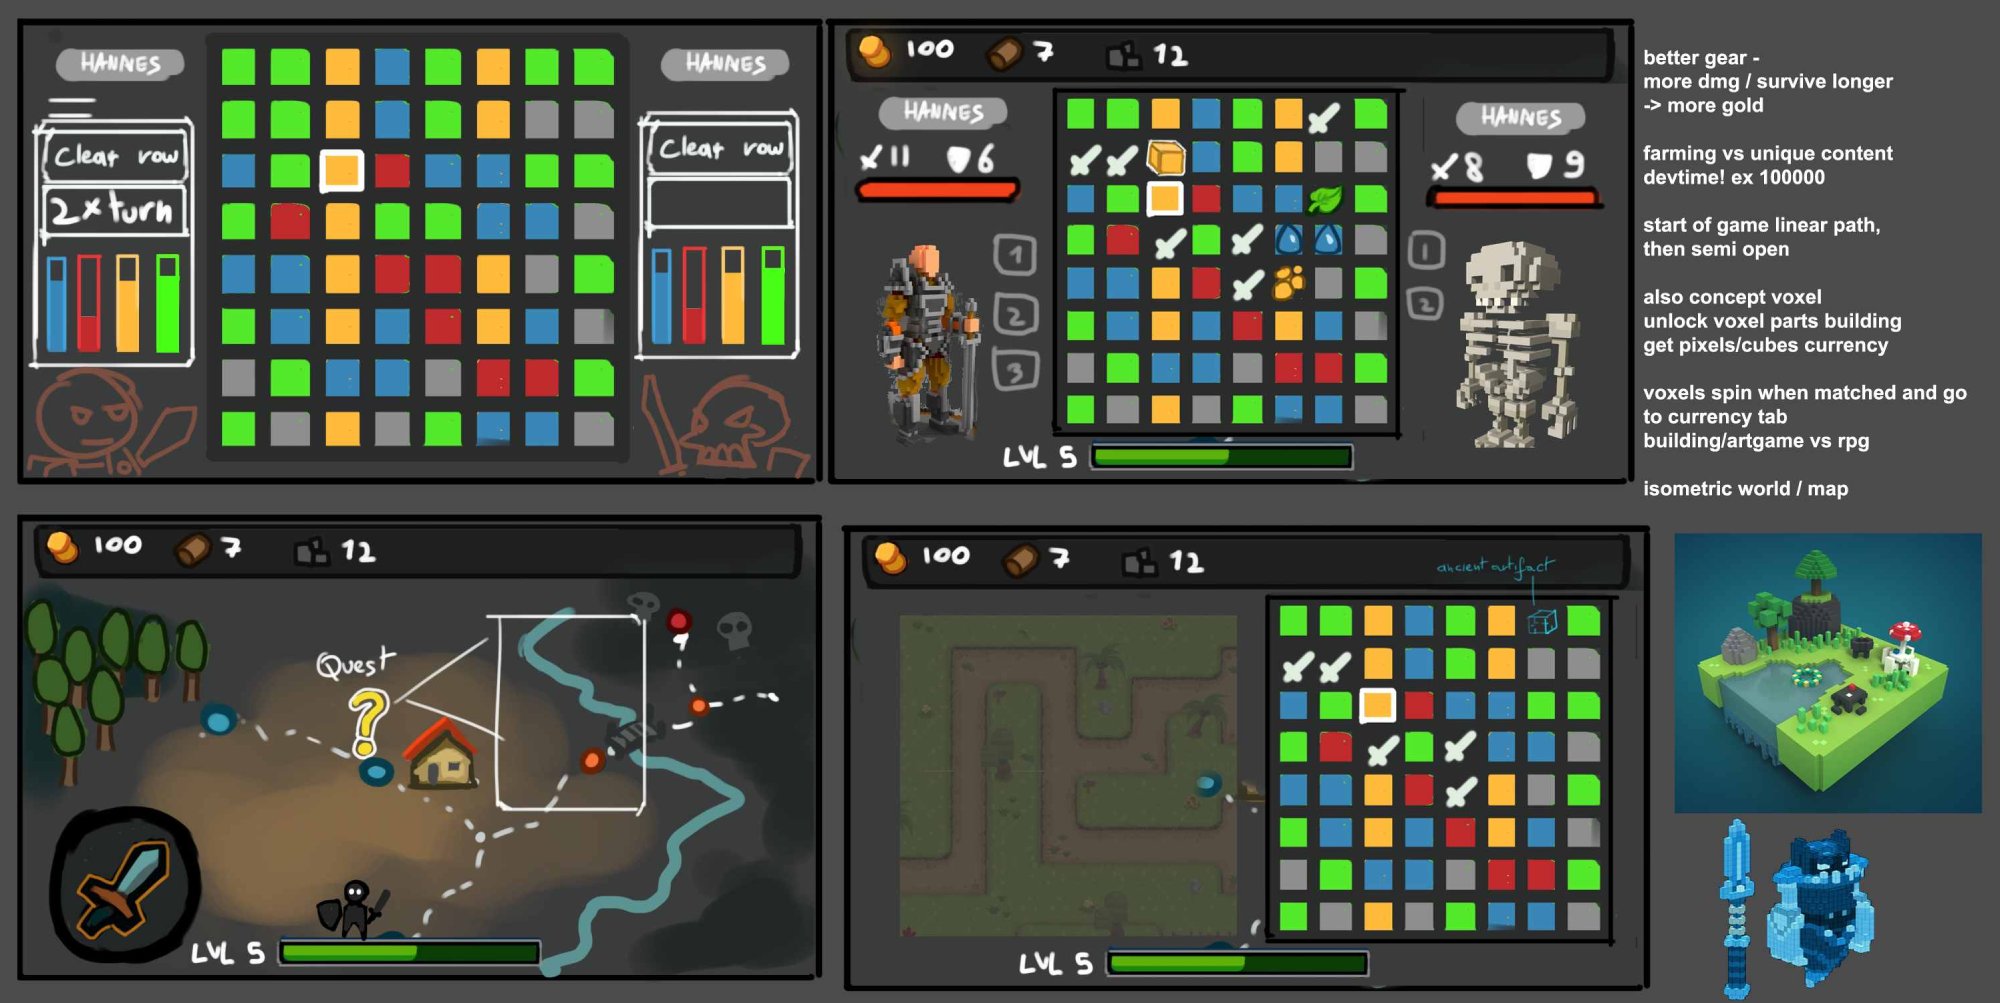 HANNES
Clear row
2x turn
HANNES
Clear row
100
7
12
HANNES
11
6
1
2
3
HANNES
8
9
1
2
LVL 5
better gear -
more dmg / survive longer
-> more gold
farming vs unique content
devtime! ex 100000
start of game linear path,
then semi open
also concept voxel
unlock voxel parts building
get pixels/cubes currency
voxels spin when matched and go
to currency tab
building/artgame vs rpg
isometric world / map
100
7
12
Quest
?
LVL 5
100
7
12
ancient artifact
LVL 5